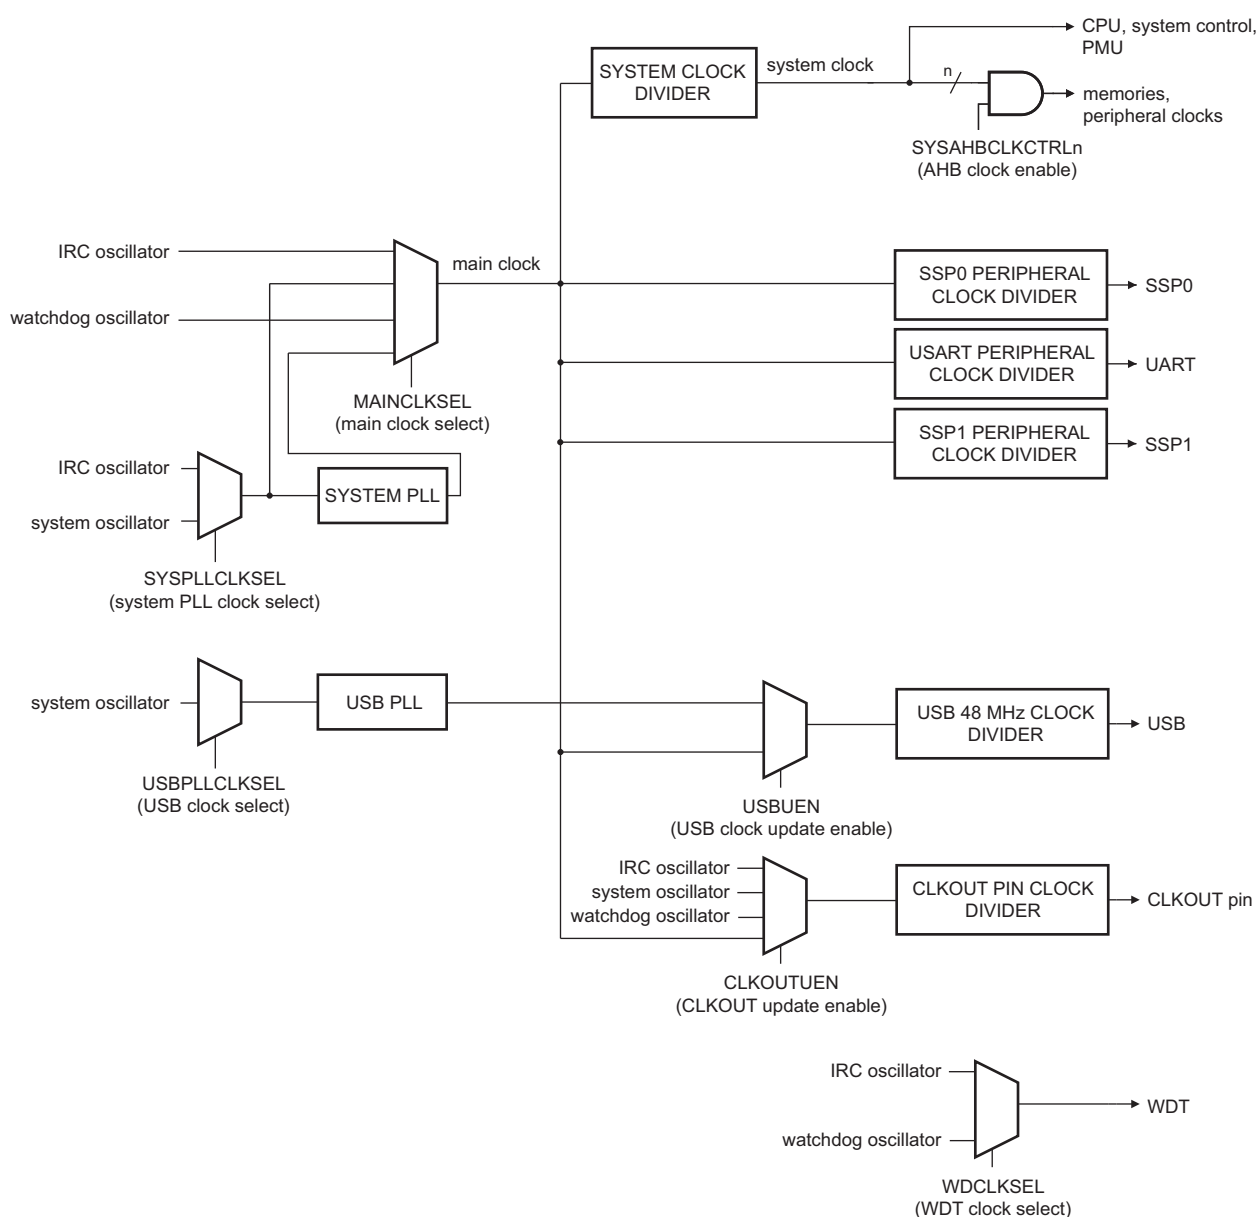 CPU, system control,
PMU
SYSTEM CLOCK
DIVIDER
system clock
n
memories,
peripheral clocks
SYSAHBCLKCTRLn
(AHB clock enable)
IRC oscillator
watchdog oscillator
main clock
MAINCLKSEL
(main clock select)
SSP0 PERIPHERAL
CLOCK DIVIDER
SSP0
USART PERIPHERAL
CLOCK DIVIDER
UART
SSP1 PERIPHERAL
CLOCK DIVIDER
SSP1
IRC oscillator
system oscillator
SYSTEM PLL
SYSPLLCLKSEL
(system PLL clock select)
system oscillator
USB PLL
USBPLLCLKSEL
(USB clock select)
USB 48 MHz CLOCK
DIVIDER
USB
USBUEN
(USB clock update enable)
IRC oscillator
system oscillator
watchdog oscillator
CLKOUT PIN CLOCK
DIVIDER
CLKOUT pin
CLKOUTUEN
(CLKOUT update enable)
IRC oscillator
watchdog oscillator
WDT
WDCLKSEL
(WDT clock select)